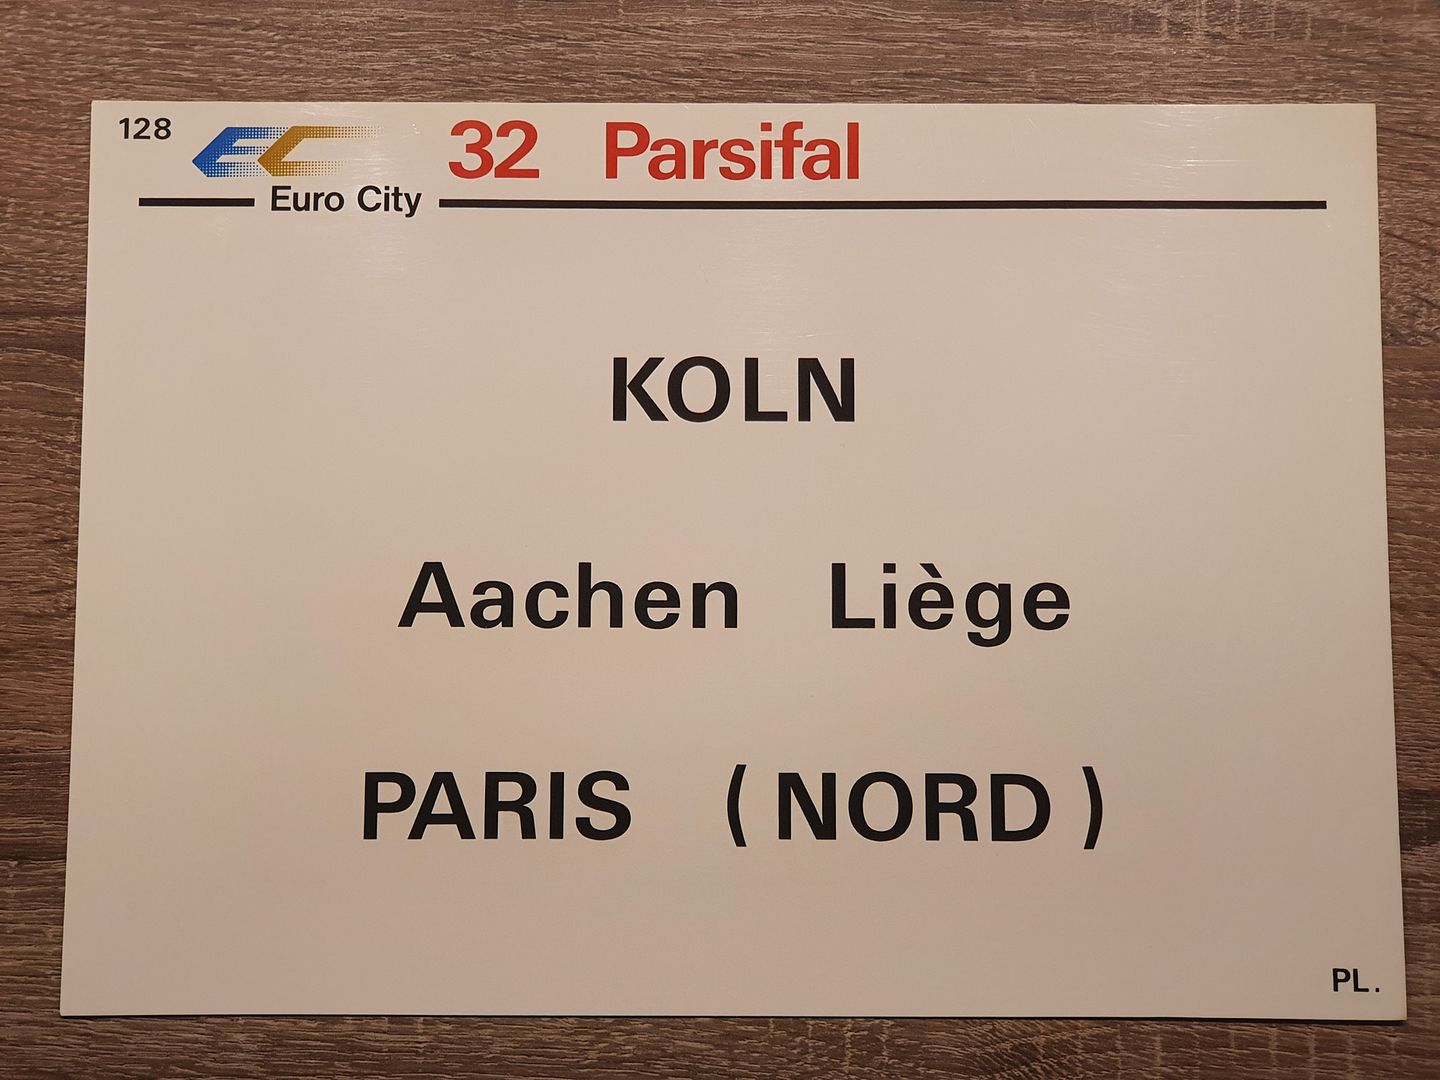 128 EC 32 Parsifal
Euro City
KOLN
Aachen Liège
PARIS (NORD)
PL.